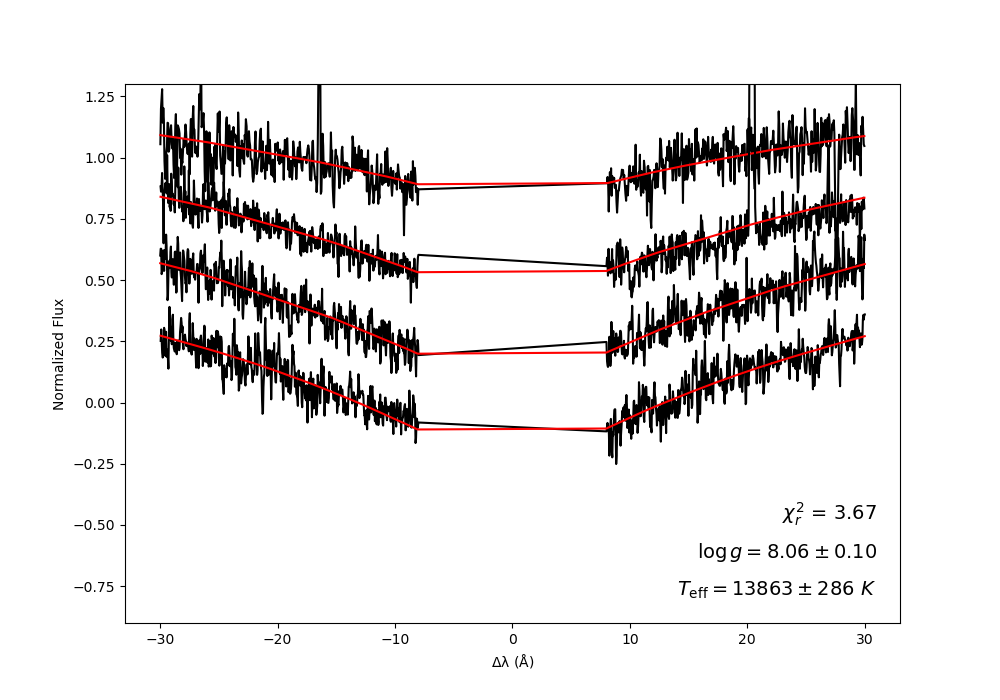 1.25
1.00
0.75
0.50
0.25
0.00
−0.25
−0.50
−0.75
Normalized Flux
χ²ᵣ = 3.67
log g = 8.06 ± 0.10
T_eff = 13863 ± 286 K
−30 −20 −10 0 10 20 30
Δλ (Å)